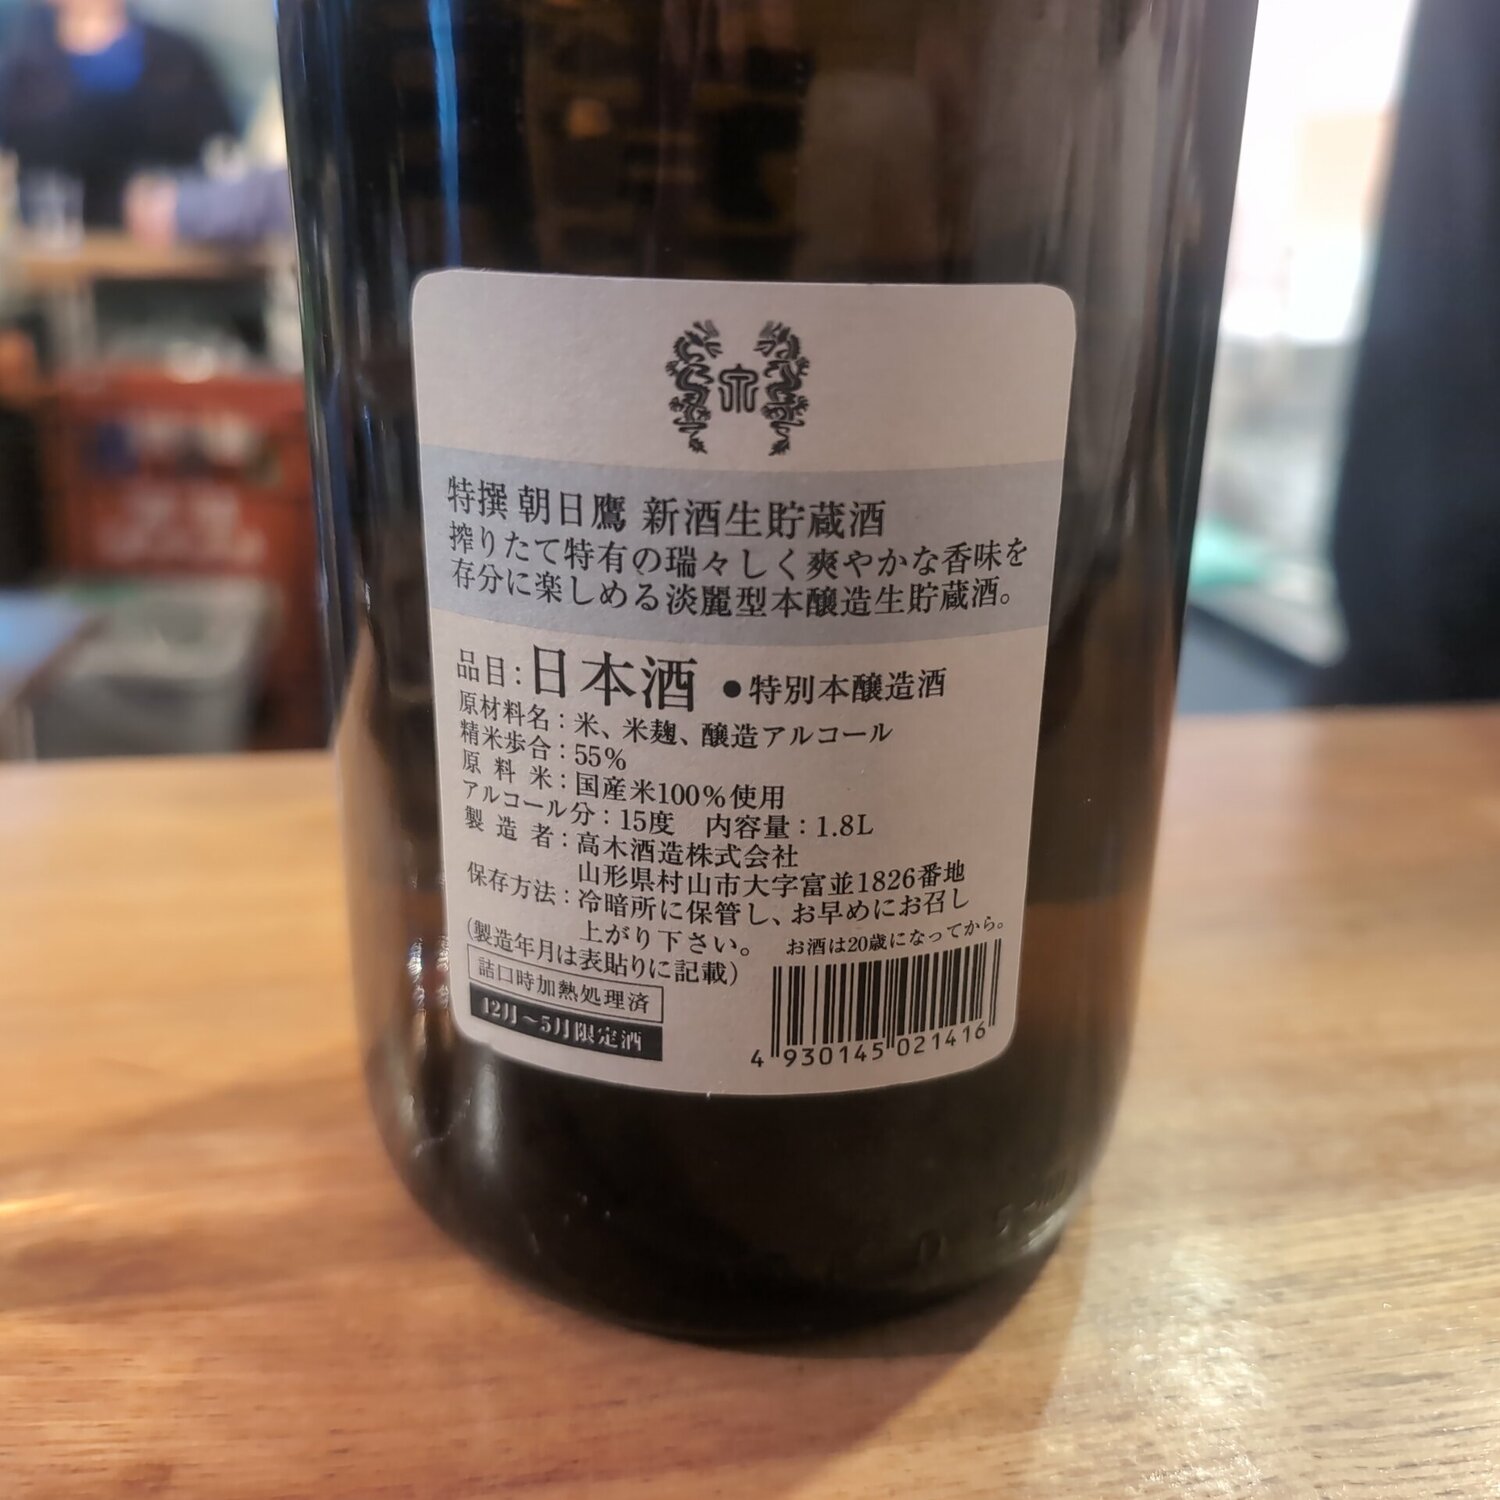 特撰 朝日鷹 新酒生貯蔵酒
搾りたて特有の瑞々しく爽やかな香味を
存分に楽しめる淡麗型本醸造生貯蔵酒。
品目：日本酒 ●特別本醸造酒
原材料名：米、米麹、醸造アルコール
精米歩合：55%
原料米：国産米100%使用
アルコール分：15度 内容量：1.8L
製造者：高木酒造株式会社
山形県村山市大字富並1826番地
保存方法：冷暗所に保管し、お早めにお召し
上がり下さい。
お酒は20歳になってから。
(製造年月は表貼りに記載)
詰口時加熱処理済
12月〜5月限定酒
4 930145 021416